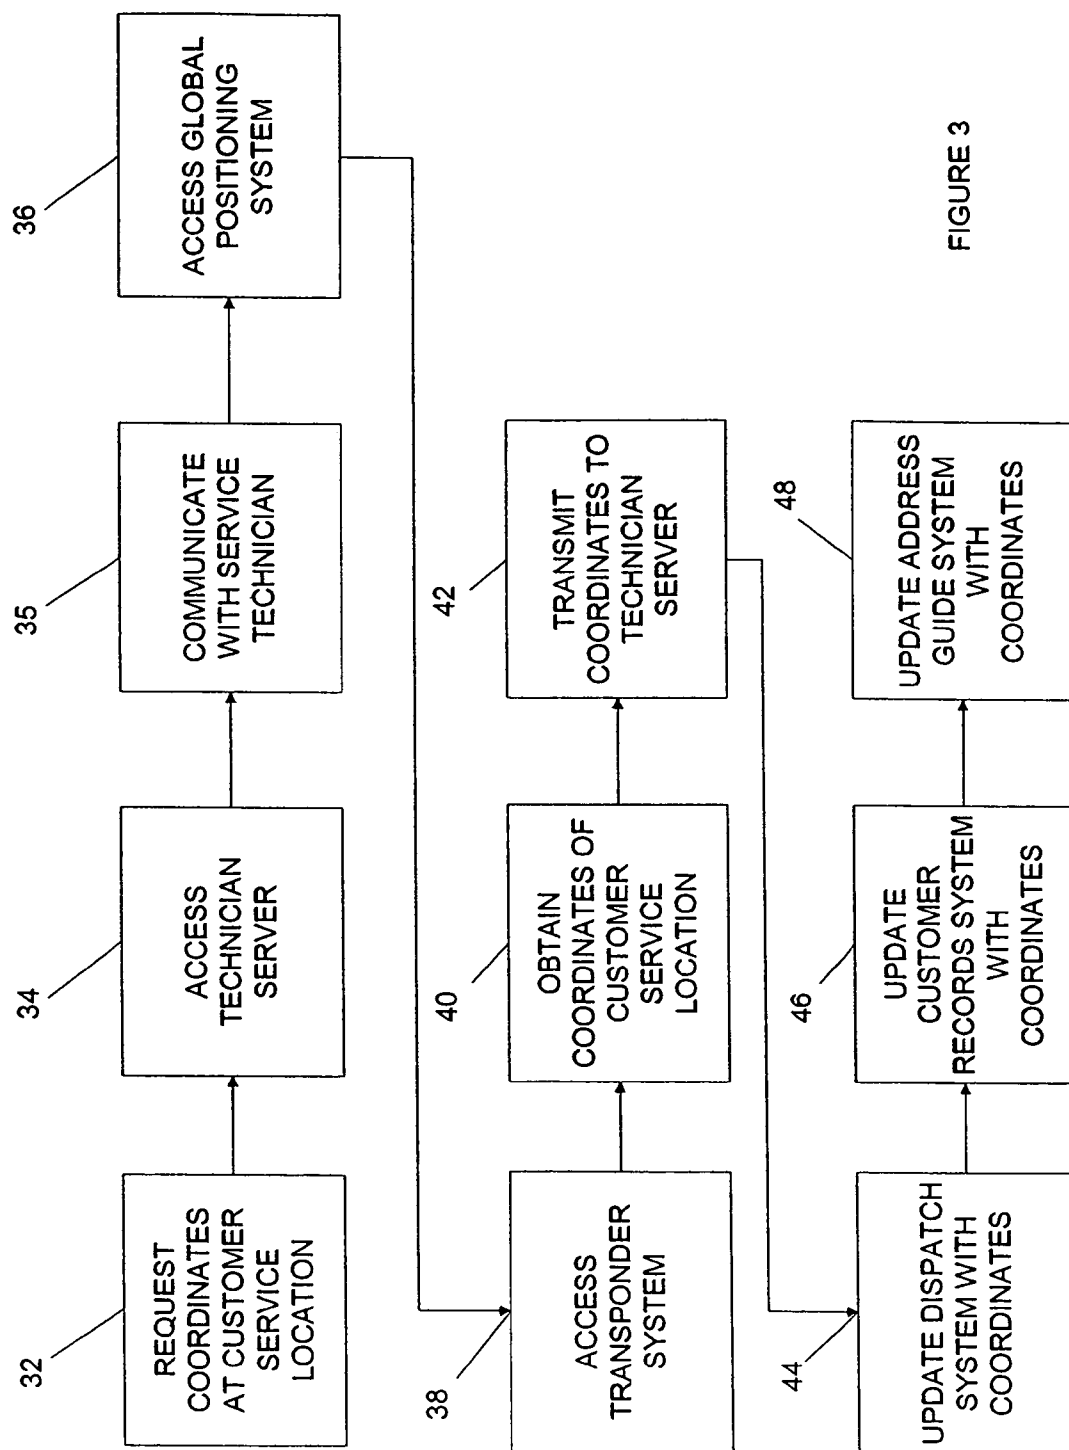 32
REQUEST
COORDINATES
AT CUSTOMER
SERVICE
LOCATION
34
ACCESS
TECHNICIAN
SERVER
35
COMMUNICATE
WITH SERVICE
TECHNICIAN
36
ACCESS GLOBAL
POSITIONING
SYSTEM
38
ACCESS
TRANSPONDER
SYSTEM
40
OBTAIN
COORDINATES OF
CUSTOMER
SERVICE
LOCATION
42
TRANSMIT
COORDINATES TO
TECHNICIAN
SERVER
44
UPDATE DISPATCH
SYSTEM WITH
COORDINATES
46
UPDATE
CUSTOMER
RECORDS SYSTEM
WITH
COORDINATES
48
UPDATE ADDRESS
GUIDE SYSTEM
WITH
COORDINATES
FIGURE 3